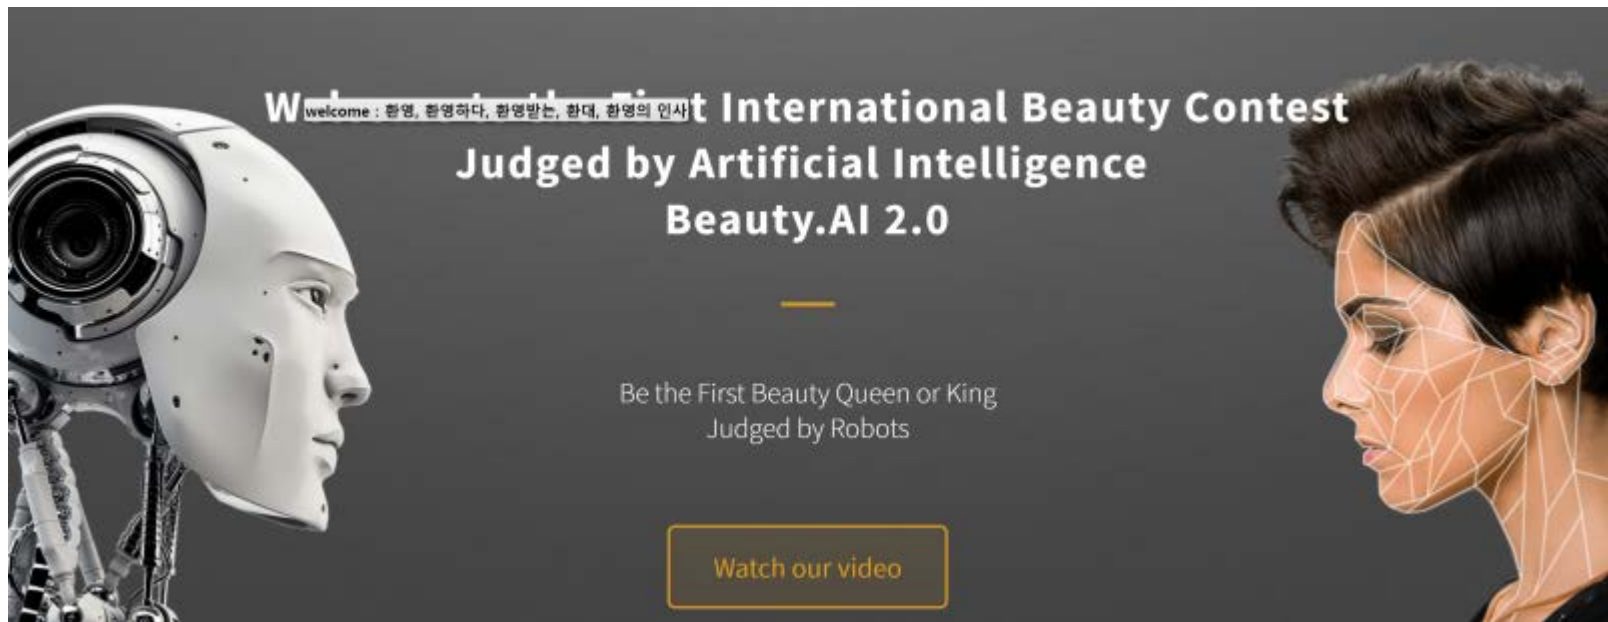 W t International Beauty Contest
welcome : 환영, 환영하다, 환영받는, 환대, 환영의 인사
Judged by Artificial Intelligence
Beauty.AI 2.0
Be the First Beauty Queen or King
Judged by Robots
Watch our video